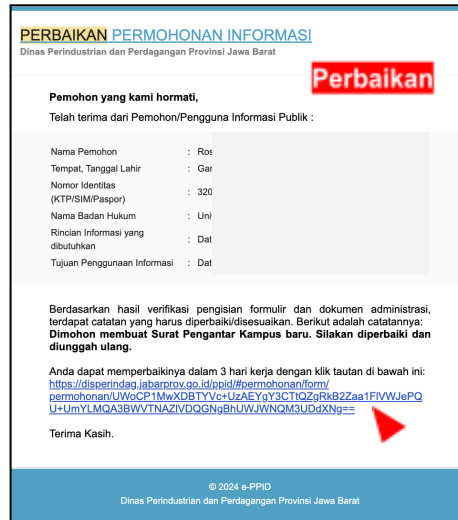 PERBAIKAN PERMOHONAN INFORMASI
Dinas Perindustrian dan Perdagangan Provinsi Jawa Barat
Perbaikan
Pemohon yang kami hormati,
Telah terima dari Pemohon/Pengguna Informasi Publik :
Nama Pemohon : Ros
Tempat, Tanggal Lahir : Gar
Nomor Identitas
(KTP/SIM/Paspor) : 320
Nama Badan Hukum : Uni
Rincian Informasi yang
dibutuhkan : Dat
Tujuan Penggunaan Informasi : Dat
Berdasarkan hasil verifikasi pengisian formulir dan dokumen administrasi,
terdapat catatan yang harus diperbaiki/disesuaikan. Berikut adalah catatannya:
Dimohon membuat Surat Pengantar Kampus baru. Silakan diperbaiki dan
diunggah ulang.
Anda dapat memperbaikinya dalam 3 hari kerja dengan klik tautan di bawah ini:
https://disperindag.jabarprov.go.id/ppid/#permohonan/form/
permohonan/UWoCP1MwXDBTYVc+UzAEYgY3CTtQZgRkB2Zaa1FlVWJePQ
U+UmYLMQA3BWVTNAZlVDQGNgBhUWJWNQM3UDdXNg==
Terima Kasih.
© 2024 e-PPID
Dinas Perindustrian dan Perdagangan Provinsi Jawa Barat